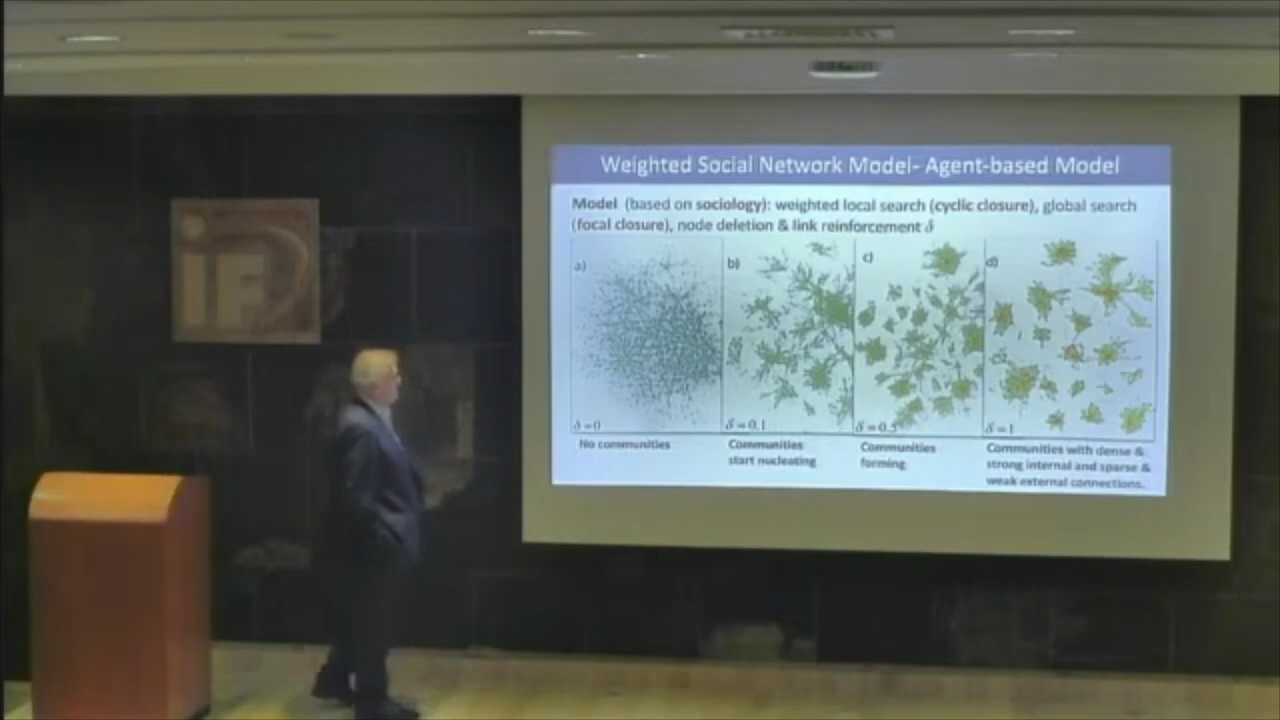 Weighted Social Network Model- Agent-based Model
Model (based on sociology): weighted local search (cyclic closure), global search
(focal closure), node deletion & link reinforcement δ
a)
b)
c)
d)
δ=0
δ=0.1
δ=0.5
δ=1
No communities
Communities
start nucleating
Communities
forming
Communities with dense &
strong internal and sparse &
weak external connections.
iF